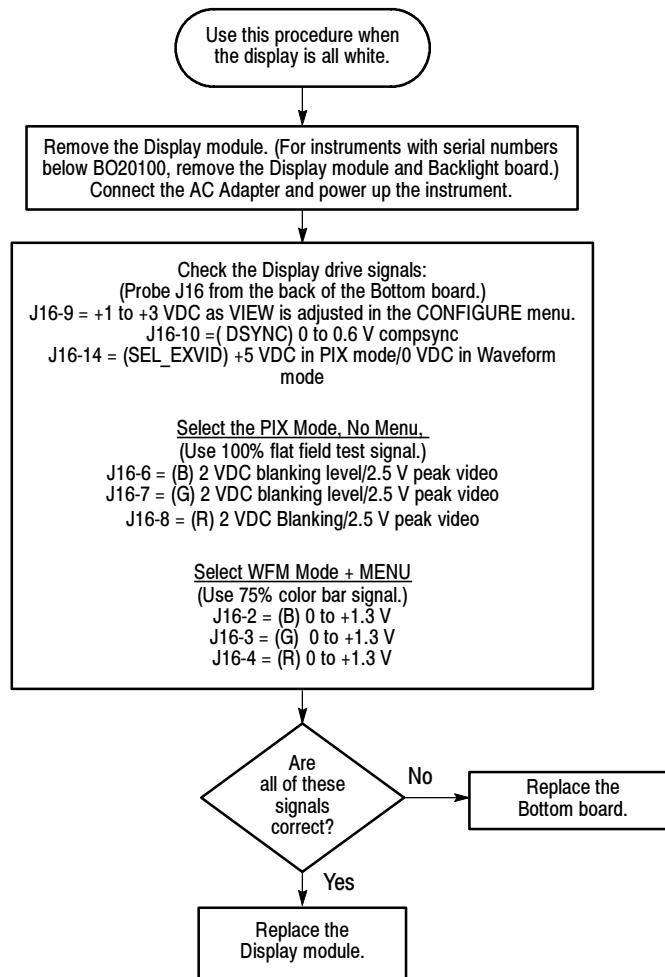 Use this procedure when
the display is all white.
Remove the Display module. (For instruments with serial numbers
below BO20100, remove the Display module and Backlight board.)
Connect the AC Adapter and power up the instrument.
Check the Display drive signals:
(Probe J16 from the back of the Bottom board.)
J16-9 = +1 to +3 VDC as VIEW is adjusted in the CONFIGURE menu.
J16-10 =( DSYNC) 0 to 0.6 V compsync
J16-14 = (SEL_EXVID) +5 VDC in PIX mode/0 VDC in Waveform
mode
Select the PIX Mode, No Menu,
(Use 100% flat field test signal.)
J16-6 = (B) 2 VDC blanking level/2.5 V peak video
J16-7 = (G) 2 VDC blanking level/2.5 V peak video
J16-8 = (R) 2 VDC Blanking/2.5 V peak video
Select WFM Mode + MENU
(Use 75% color bar signal.)
J16-2 = (B) 0 to +1.3 V
J16-3 = (G) 0 to +1.3 V
J16-4 = (R) 0 to +1.3 V
Are
all of these
signals
correct?
No
Replace the
Bottom board.
Yes
Replace the
Display module.